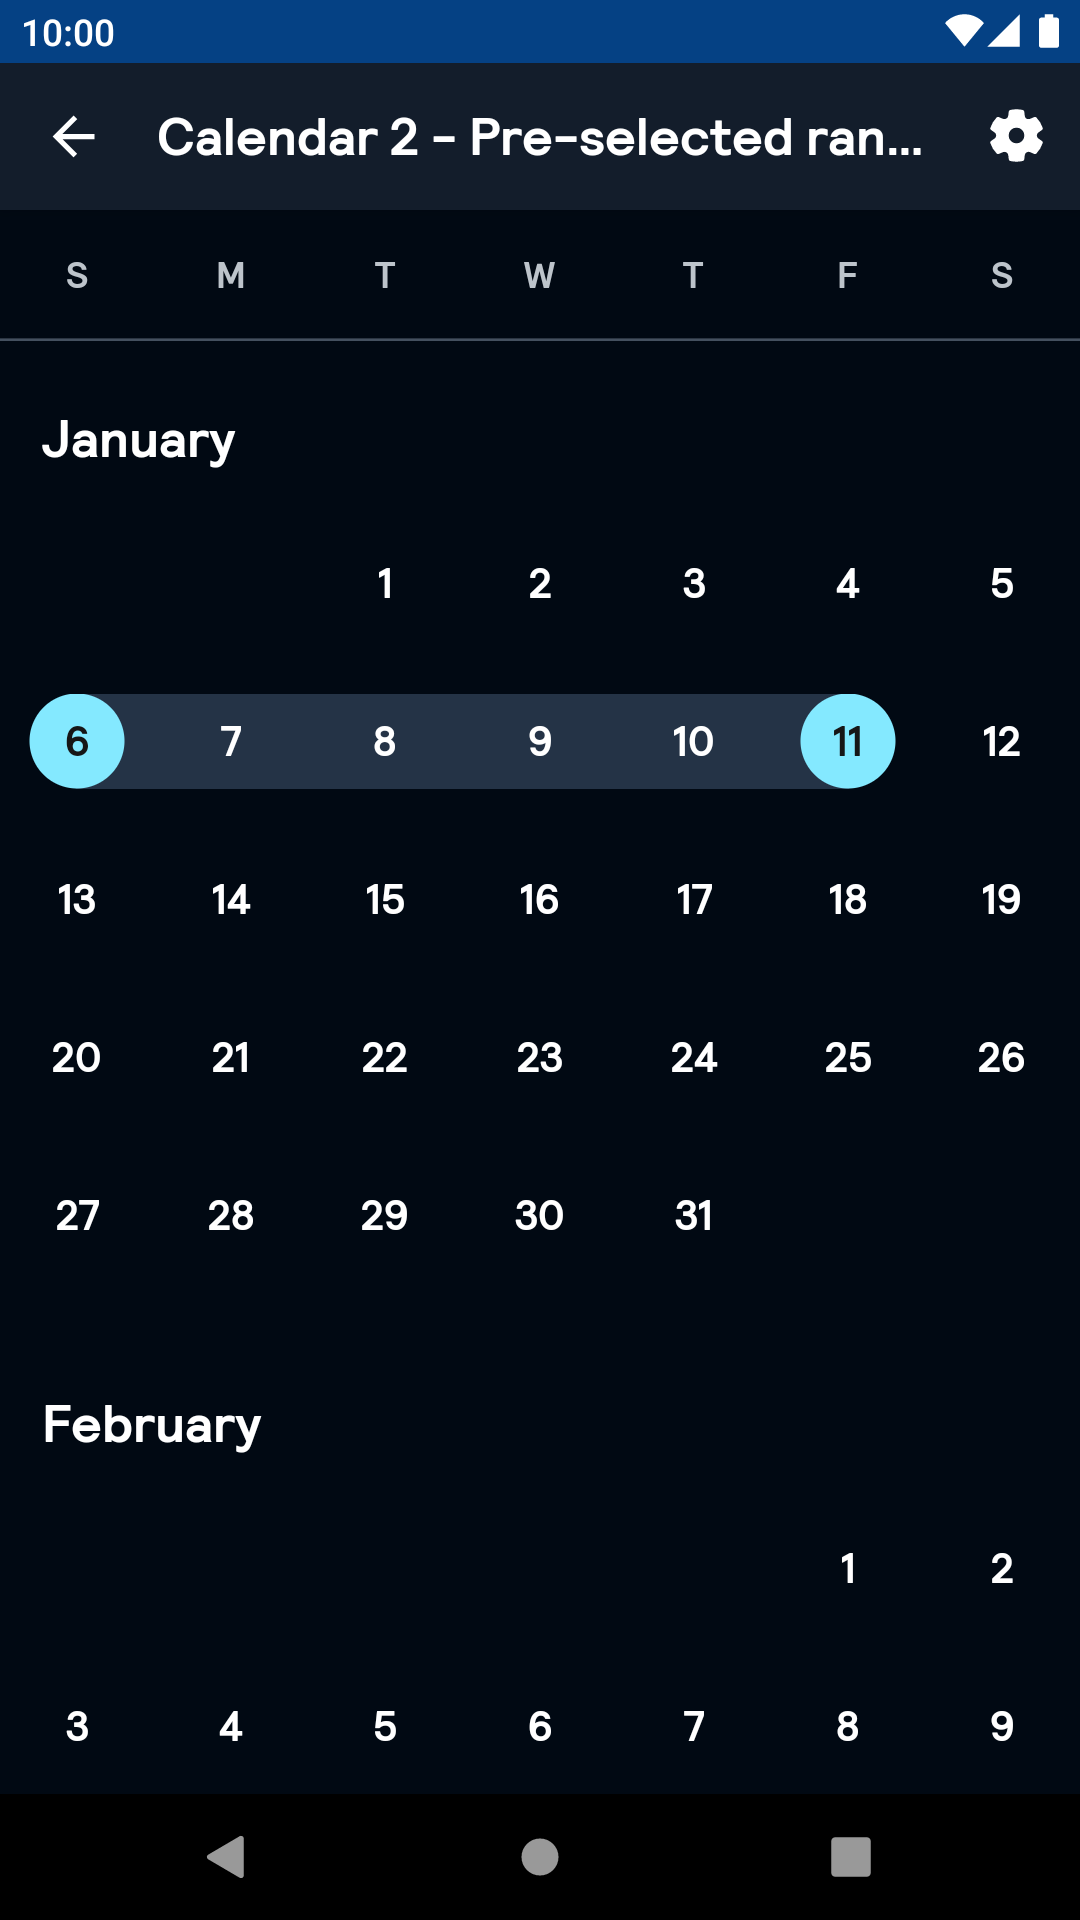 10:00
Calendar 2 - Pre-selected ran...
S M T W T F S
January
1 2 3 4 5
6 7 8 9 10 11 12
13 14 15 16 17 18 19
20 21 22 23 24 25 26
27 28 29 30 31
February
1 2
3 4 5 6 7 8 9